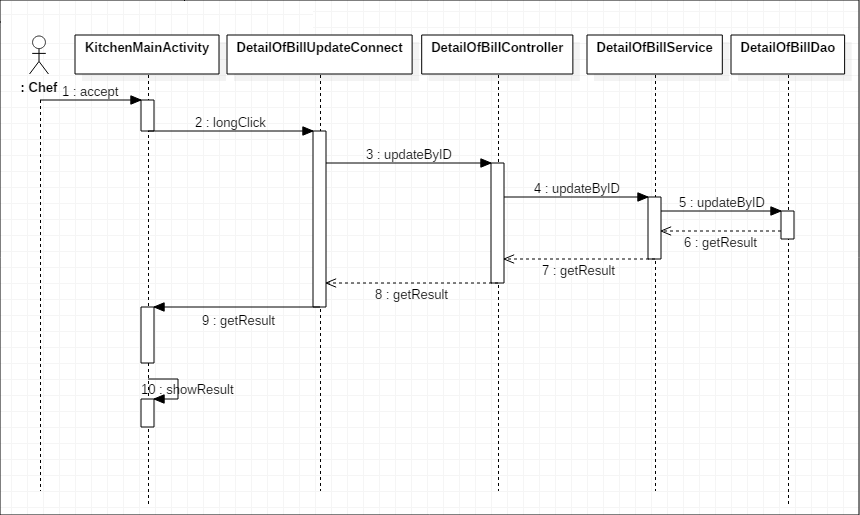 KitchenMainActivity
DetailOfBillUpdateConnect
DetailOfBillController
DetailOfBillService
DetailOfBillDao
: Chef
1 : accept
2 : longClick
3 : updateByID
4 : updateByID
5 : updateByID
6 : getResult
7 : getResult
8 : getResult
9 : getResult
10 : showResult